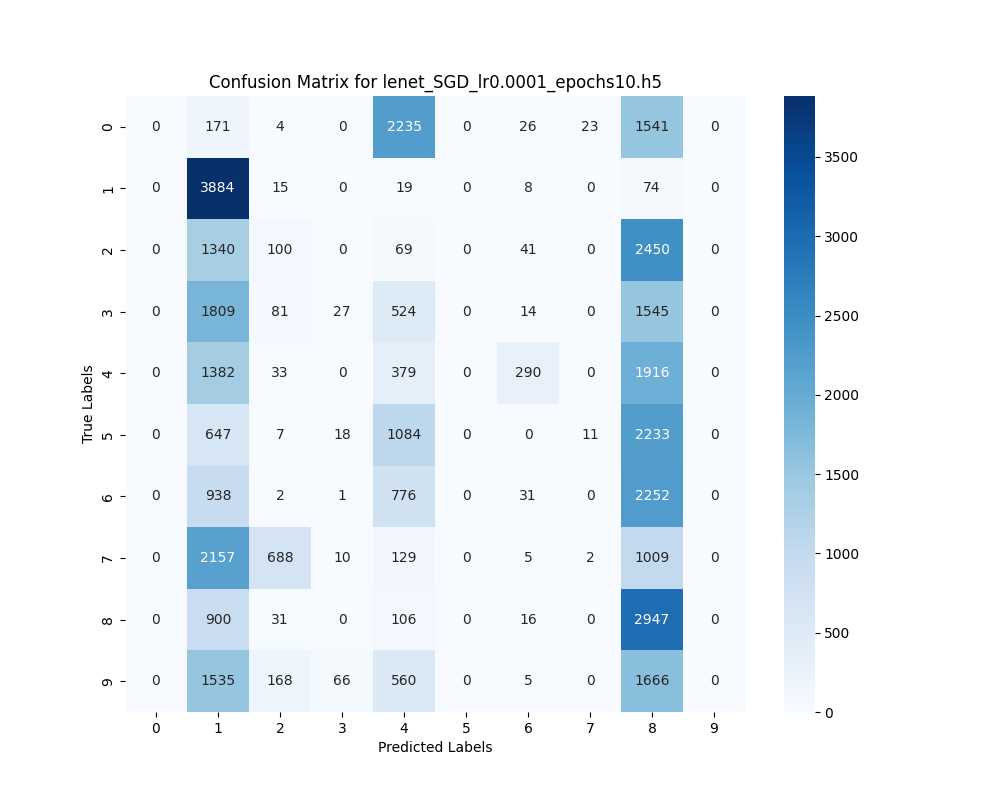 Confusion Matrix for lenet_SGD_lr0.0001_epochs10.h5
0 0 171 4 0 2235 0 26 23 1541 0
1 0 3884 15 0 19 0 8 0 74 0
2 0 1340 100 0 69 0 41 0 2450 0
3 0 1809 81 27 524 0 14 0 1545 0
4 0 1382 33 0 379 0 290 0 1916 0
5 0 647 7 18 1084 0 0 11 2233 0
6 0 938 2 1 776 0 31 0 2252 0
7 0 2157 688 10 129 0 5 2 1009 0
8 0 900 31 0 106 0 16 0 2947 0
9 0 1535 168 66 560 0 5 0 1666 0
0 1 2 3 4 5 6 7 8 9
Predicted Labels
True Labels
3500
3000
2500
2000
1500
1000
500
0